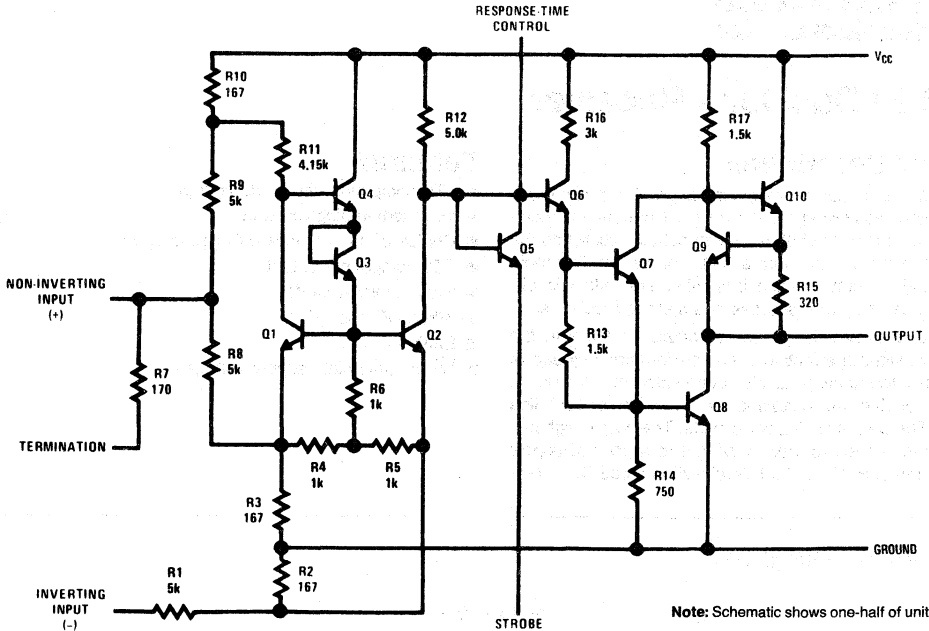 RESPONSE-TIME
CONTROL
VCC
R10
167
R12
5.0k
R16
3k
R17
1.5k
R11
4.15k
R9
5k
Q4
Q6
Q10
Q3
Q5
Q7
Q9
NON-INVERTING
INPUT
(+)
R15
320
Q1
Q2
R13
1.5k
OUTPUT
R7
170
R8
5k
R6
1k
Q8
TERMINATION
R4
1k
R5
1k
R14
750
R3
167
GROUND
R1
5k
R2
167
INVERTING
INPUT
(-)
STROBE
Note: Schematic shows one-half of unit